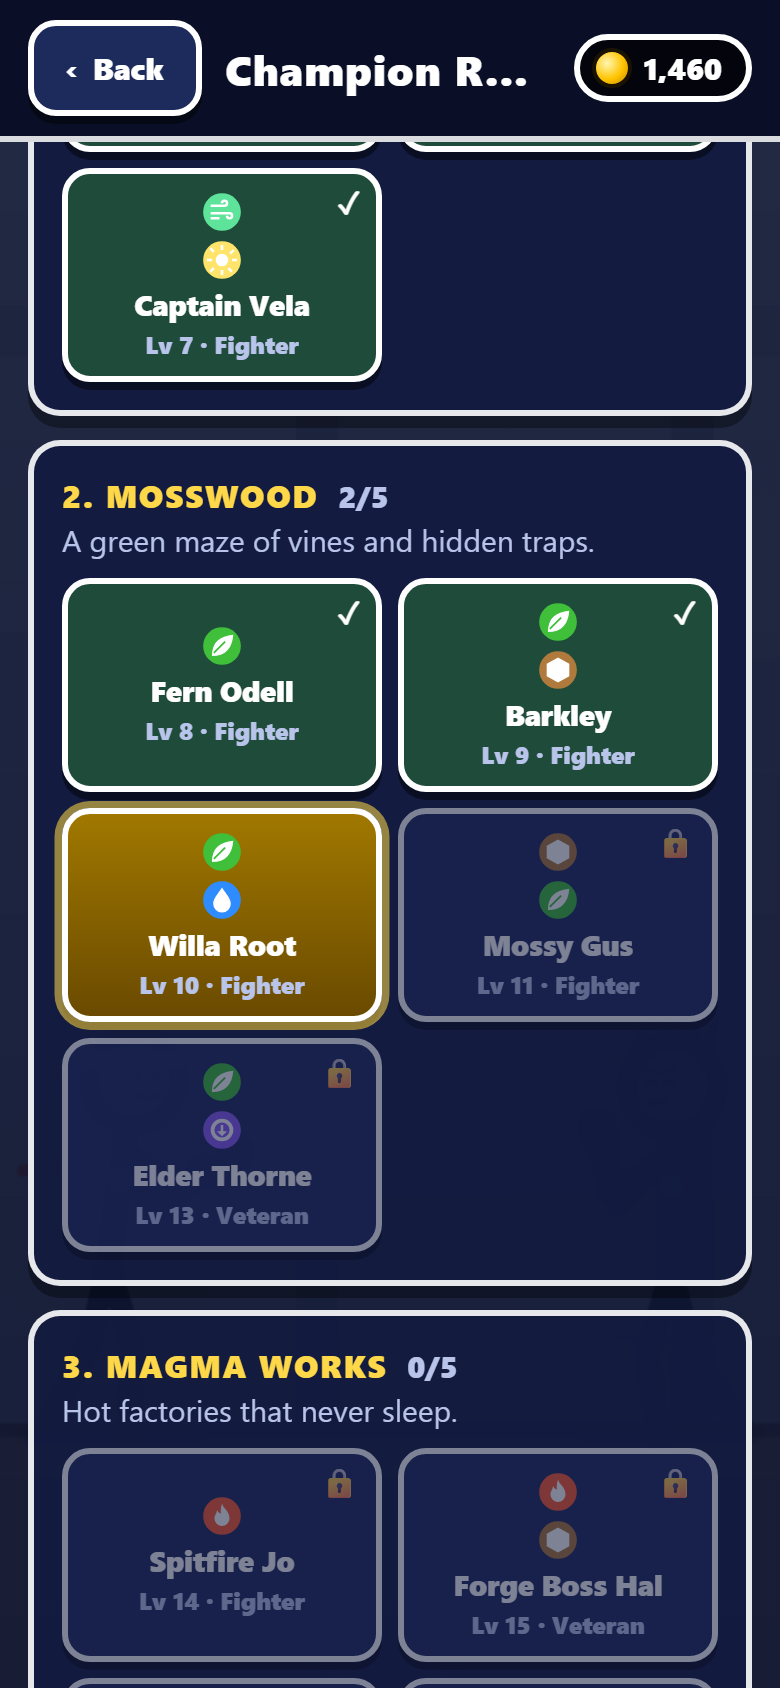 ‹ Back
Champion R...
1,460
Captain Vela
Lv 7 · Fighter
2. MOSSWOOD 2/5
A green maze of vines and hidden traps.
Fern Odell
Lv 8 · Fighter
Barkley
Lv 9 · Fighter
Willa Root
Lv 10 · Fighter
Mossy Gus
Lv 11 · Fighter
Elder Thorne
Lv 13 · Veteran
3. MAGMA WORKS 0/5
Hot factories that never sleep.
Spitfire Jo
Lv 14 · Fighter
Forge Boss Hal
Lv 15 · Veteran